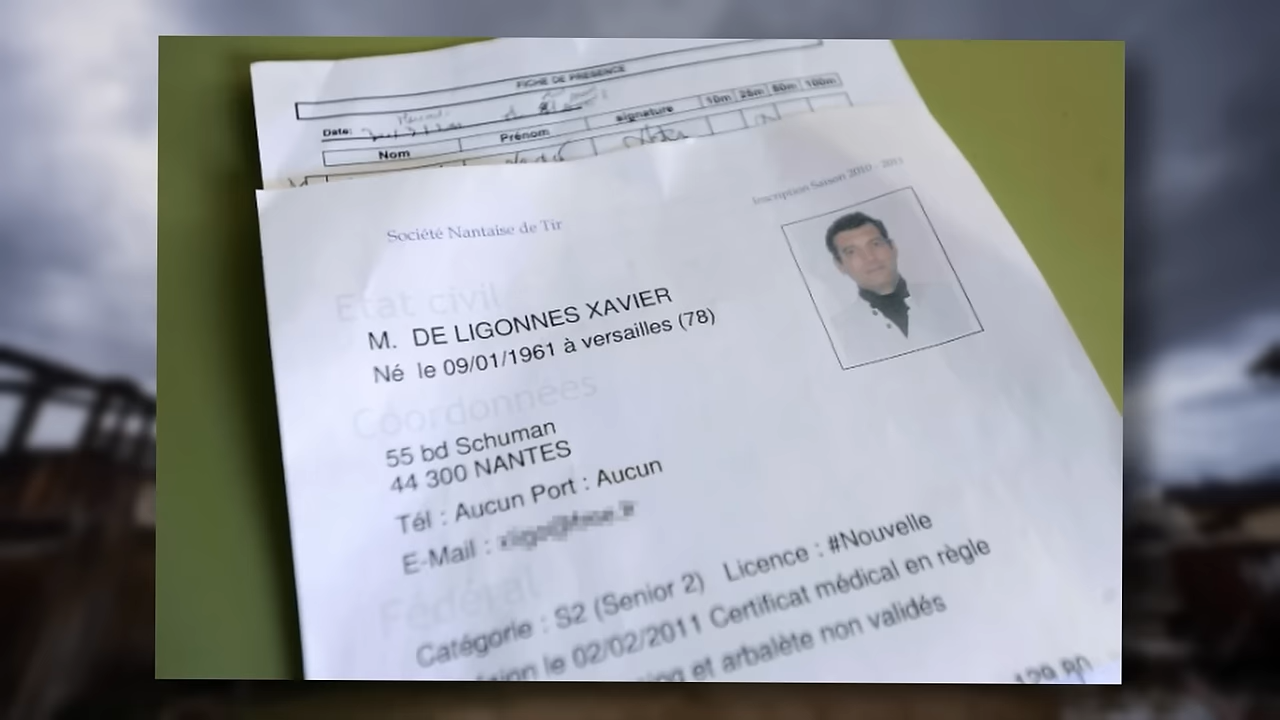 FICHE DE PRESENCE
Date:
Nom Prénom signature 10m 25m 50m 100m
Inscription Saison 2010 - 2011
Société Nantaise de Tir
Etat civil
M. DE LIGONNES XAVIER
Né le 09/01/1961 à versailles (78)
Coordonnées
55 bd Schuman
44 300 NANTES
Tél : Aucun Port : Aucun
E-Mail :
Fédéral
Catégorie : S2 (Senior 2) Licence : #Nouvelle
le 02/02/2011 Certificat médical en règle
et arbalète non validés